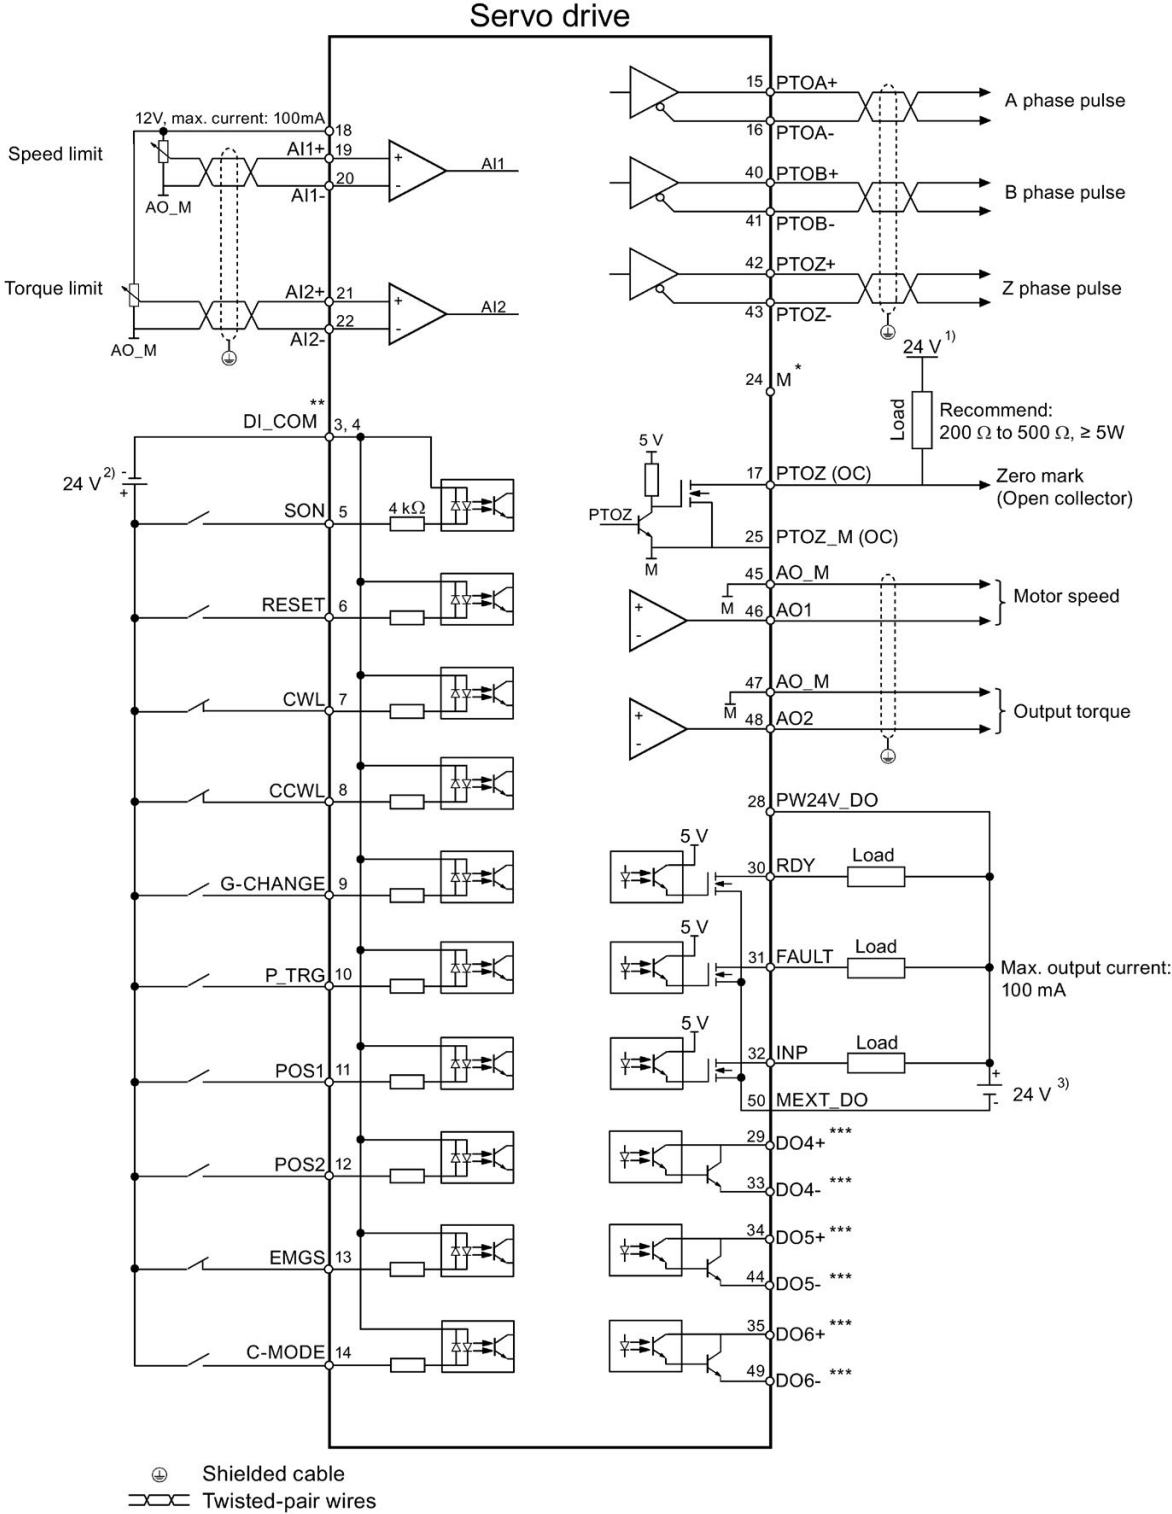 Servo drive
12V, max. current: 100mA
18
Speed limit
AI1+
19
AI1
20
AI1-
AO_M
Torque limit
AI2+
21
AI2
22
AI2-
AO_M
**
DI_COM
3, 4
24 V 2)
-
+
SON
5
4 kΩ
RESET
6
CWL
7
CCWL
8
G-CHANGE
9
P_TRG
10
POS1
11
POS2
12
EMGS
13
C-MODE
14
15
PTOA+
A phase pulse
16
PTOA-
40
PTOB+
B phase pulse
41
PTOB-
42
PTOZ+
Z phase pulse
43
PTOZ-
24
M *
24 V 1)
Load
Recommend:
200 Ω to 500 Ω, ≥ 5W
5 V
17
PTOZ (OC)
Zero mark
(Open collector)
PTOZ
25
PTOZ_M (OC)
M
45
AO_M
M
46
AO1
Motor speed
+
-
47
AO_M
M
48
AO2
Output torque
+
-
28
PW24V_DO
5 V
30
RDY
Load
5 V
31
FAULT
Load
Max. output current:
100 mA
5 V
32
INP
Load
+
24 V 3)
-
50
MEXT_DO
29
DO4+ ***
33
DO4- ***
34
DO5+ ***
44
DO5- ***
35
DO6+ ***
49
DO6- ***
Shielded cable
Twisted-pair wires